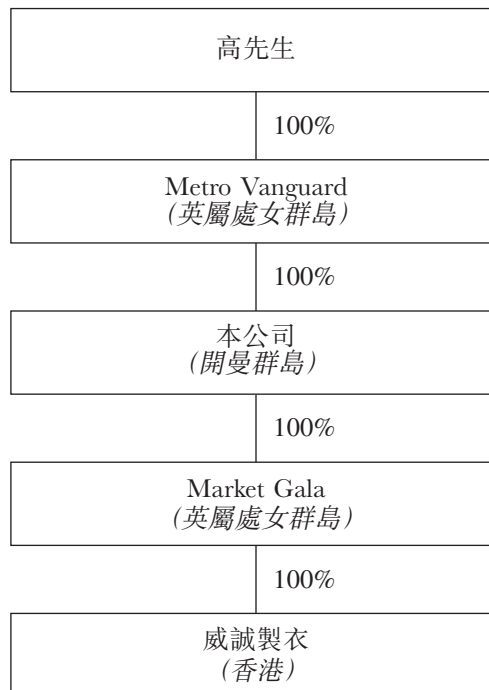 高先生
100%
Metro Vanguard
(英屬處女群島)
100%
本公司
(開曼群島)
100%
Market Gala
(英屬處女群島)
100%
威誠製衣
(香港)